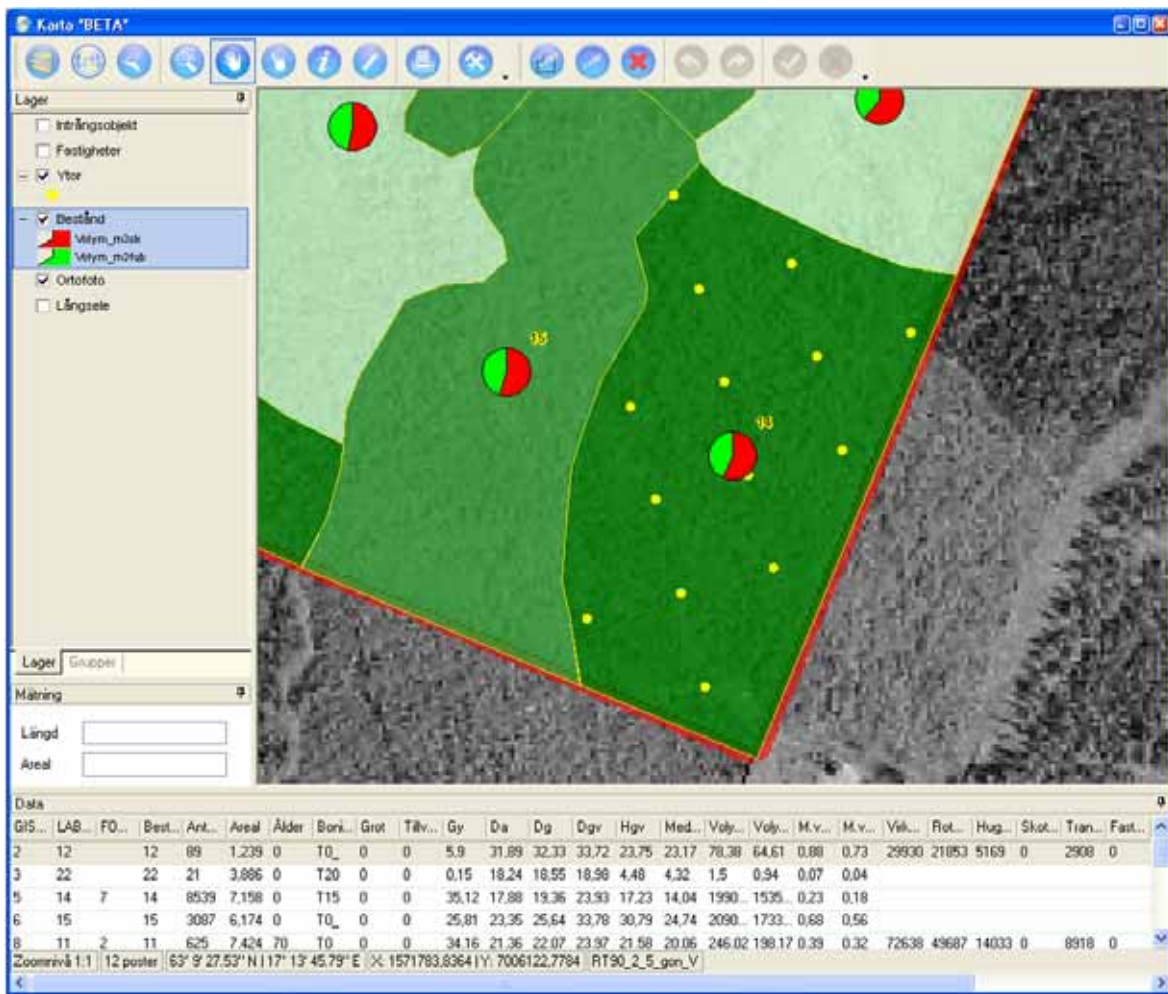 Karta "BETA"
Lager
Intrångsobjekt
Fastigheter
Ytor
Bestånd
Volym_m3sk
Volym_m3fub
Ortofoto
Långsele
15
14
Lager Grupper
Mätning
Längd
Areal
Data
GIS... LAB... FO... Best... Ant... Areal Ålder Boni... Grot Tillv... Gy Da Dg Dgv Hgv Med... Voly... Voly... M.v... M.v... Virk... Rot... Hug... Skot... Tran... Fast...
2 12 12 89 1,239 0 T0_ 0 0 5,9 31,89 32,33 33,72 23,75 23,17 78,38 64,61 0,88 0,73 29930 21853 5169 0 2908 0
3 22 22 21 3,886 0 T20 0 0 0,15 18,24 18,55 18,98 4,48 4,32 1,5 0,94 0,07 0,04
5 14 7 14 8539 7,158 0 T15 0 0 35,12 17,88 19,36 23,93 17,23 14,04 1990... 1535... 0,23 0,18
6 15 15 3087 6,174 0 T0_ 0 0 25,81 23,35 25,64 33,78 30,79 24,74 2090... 1733... 0,68 0,56
8 11 2 11 625 7,424 70 T0 0 0 34,16 21,36 22,07 23,97 21,58 20,06 246,02 198,17 0,39 0,32 72638 49687 14033 0 8918 0
Zoomnivå 1:1 12 poster 63° 9' 27.53'' N | 17° 13' 45.79'' E X: 1571783,8364 | Y: 7006122,7784 RT90_2_5_gon_V